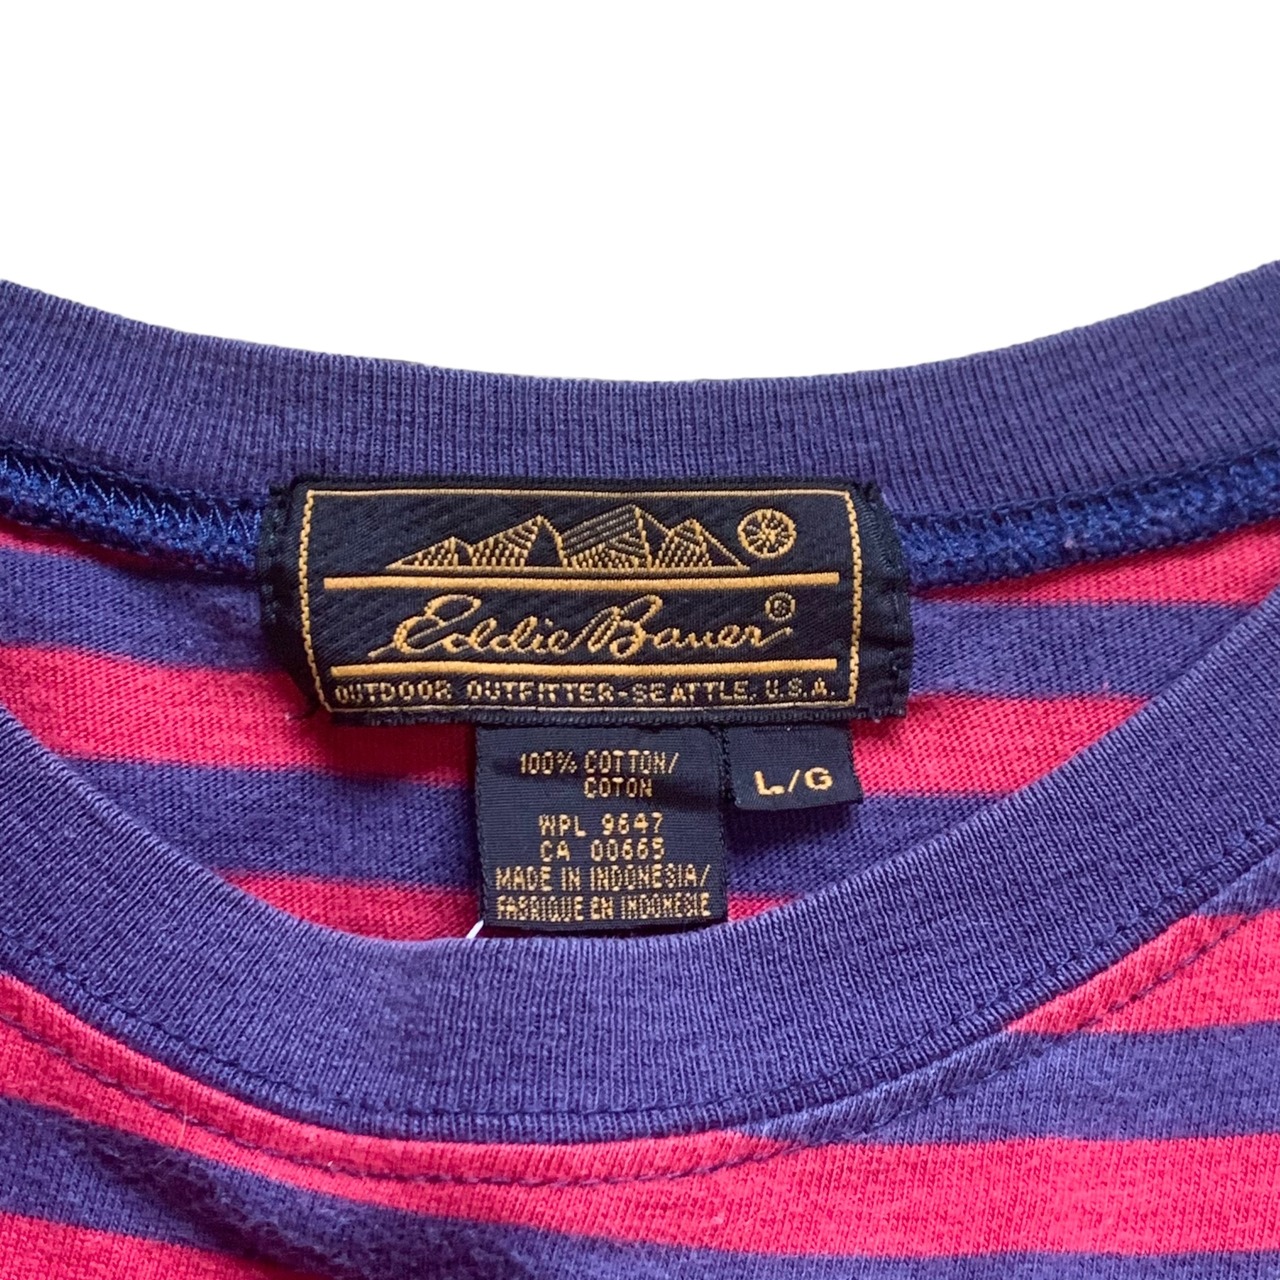 Eddie Bauer®
OUTDOOR OUTFITTER-SEATTLE, U.S.A.
100% COTTON/
COTON
WPL 9647
CA 00665
MADE IN INDONESIA/
FABRIQUE EN INDONESIE
L/G